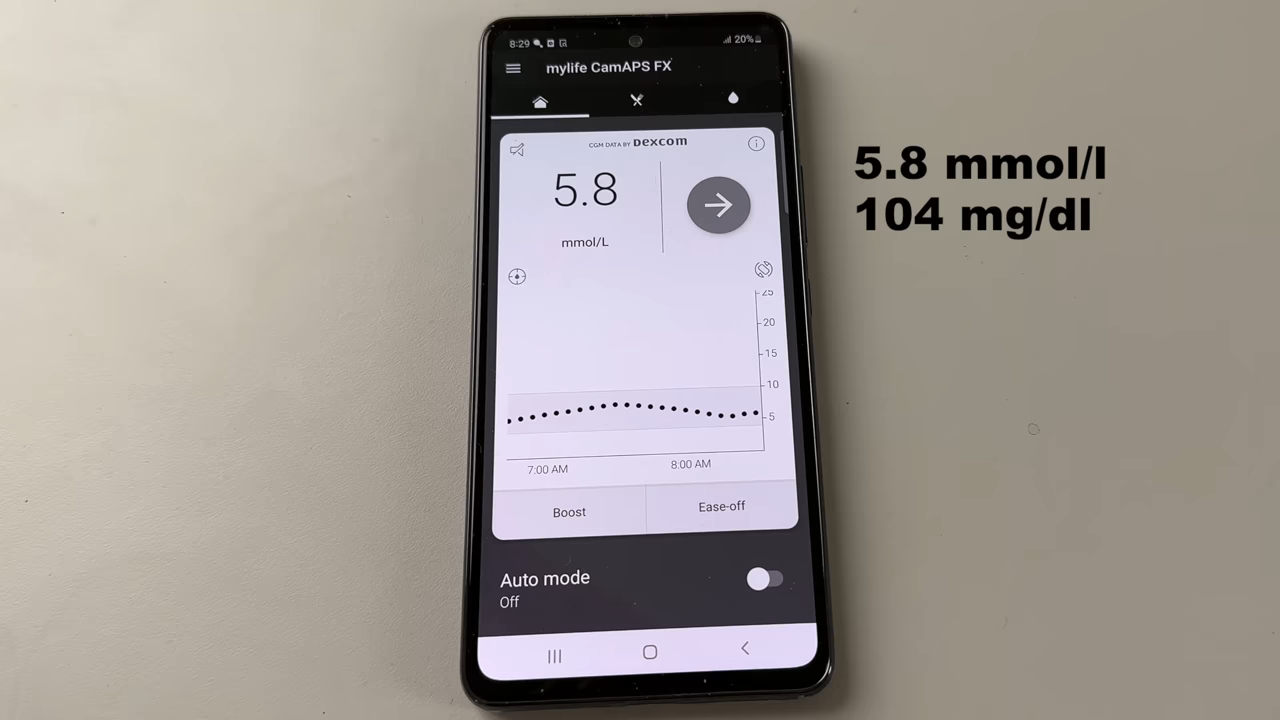 8:29
20%
mylife CamAPS FX
CGM DATA BY Dexcom
5.8
mmol/L
25
20
15
10
5
7:00 AM
8:00 AM
Boost
Ease-off
Auto mode
Off
5.8 mmol/l
104 mg/dl